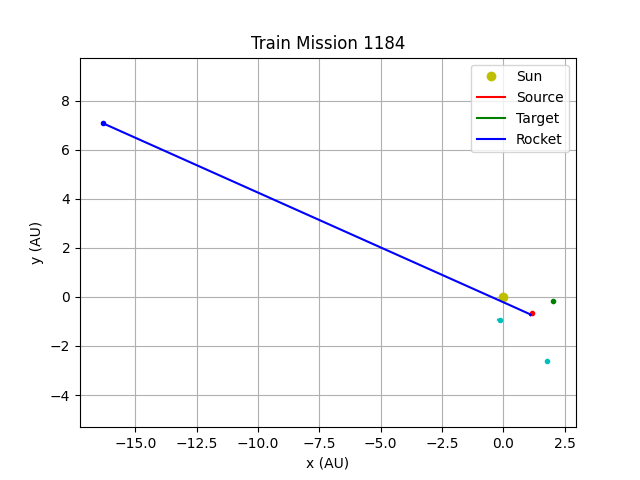 Train Mission 1184
Sun
Source
Target
Rocket
y (AU)
8
6
4
2
0
−2
−4
−15.0 −12.5 −10.0 −7.5 −5.0 −2.5 0.0 2.5
x (AU)